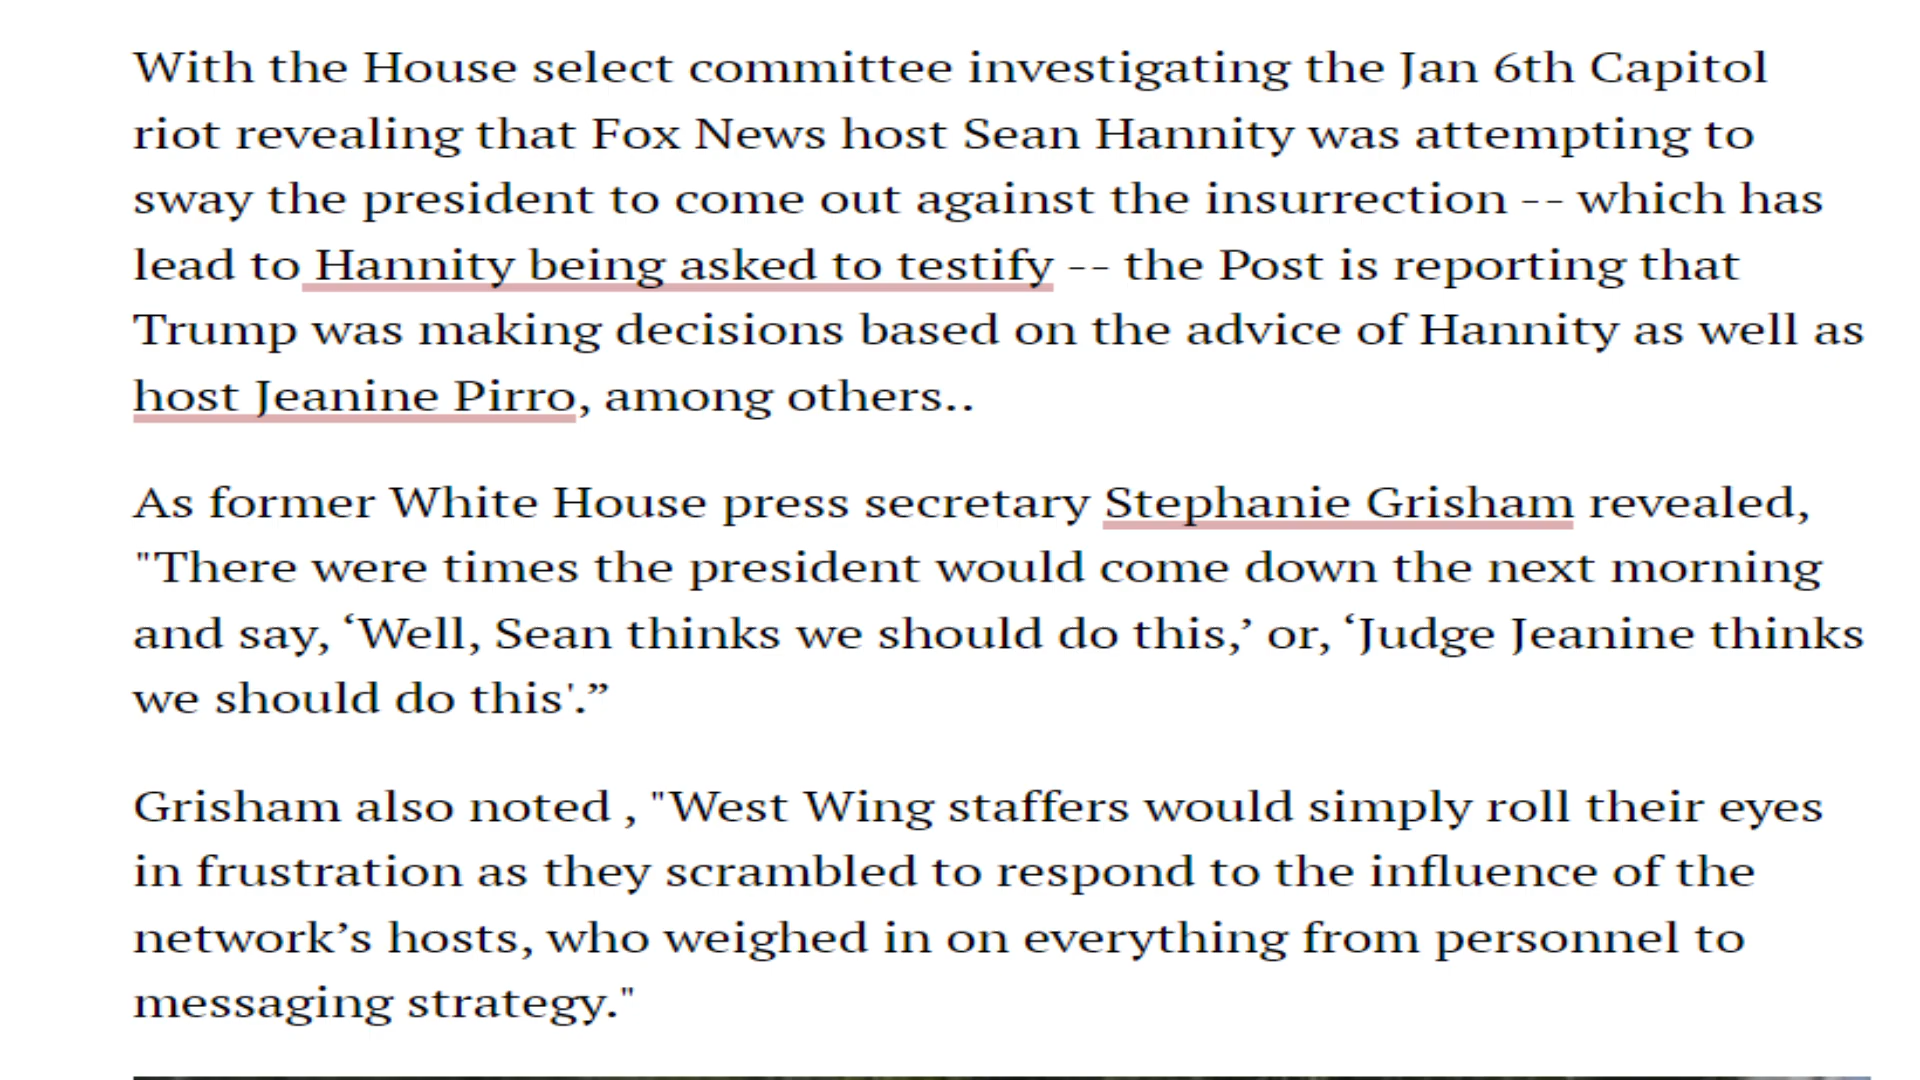 With the House select committee investigating the Jan 6th Capitol
riot revealing that Fox News host Sean Hannity was attempting to
sway the president to come out against the insurrection -- which has
lead to Hannity being asked to testify -- the Post is reporting that
Trump was making decisions based on the advice of Hannity as well as
host Jeanine Pirro, among others..
As former White House press secretary Stephanie Grisham revealed,
"There were times the president would come down the next morning
and say, ‘Well, Sean thinks we should do this,’ or, ‘Judge Jeanine thinks
we should do this'.”
Grisham also noted , "West Wing staffers would simply roll their eyes
in frustration as they scrambled to respond to the influence of the
network’s hosts, who weighed in on everything from personnel to
messaging strategy."